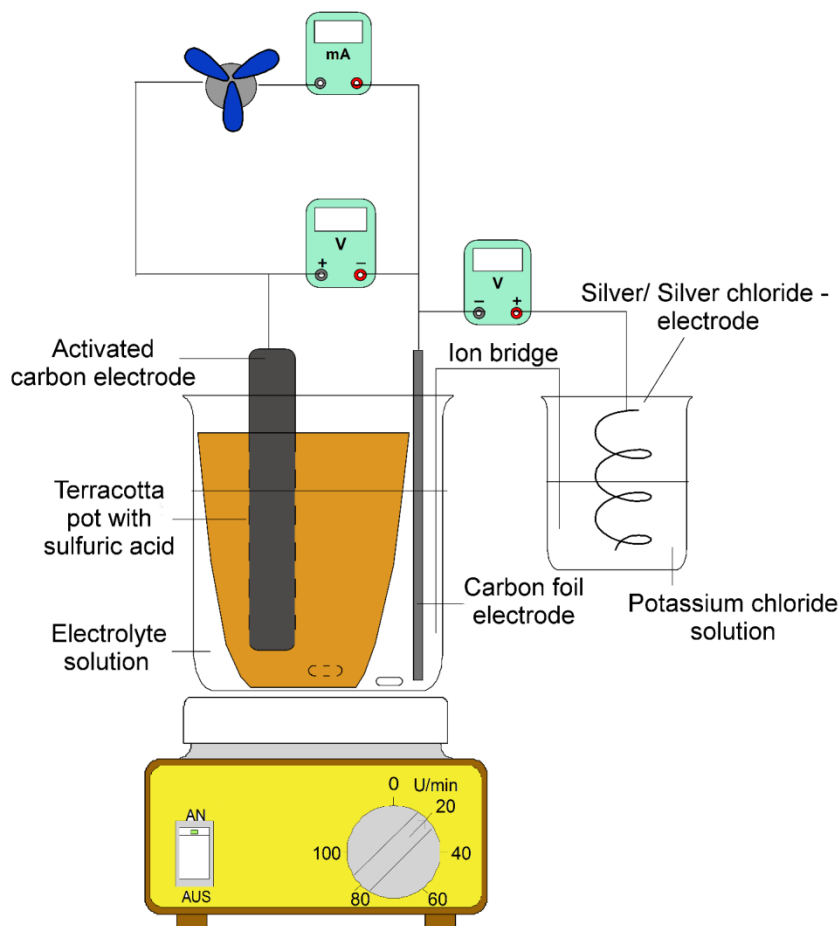 mA
V
+ −
V
− +
Silver/ Silver chloride -
electrode
Activated
carbon electrode
Ion bridge
Terracotta
pot with
sulfuric acid
Carbon foil
electrode
Potassium chloride
solution
Electrolyte
solution
0 U/min
20
AN
100 40
AUS
80 60